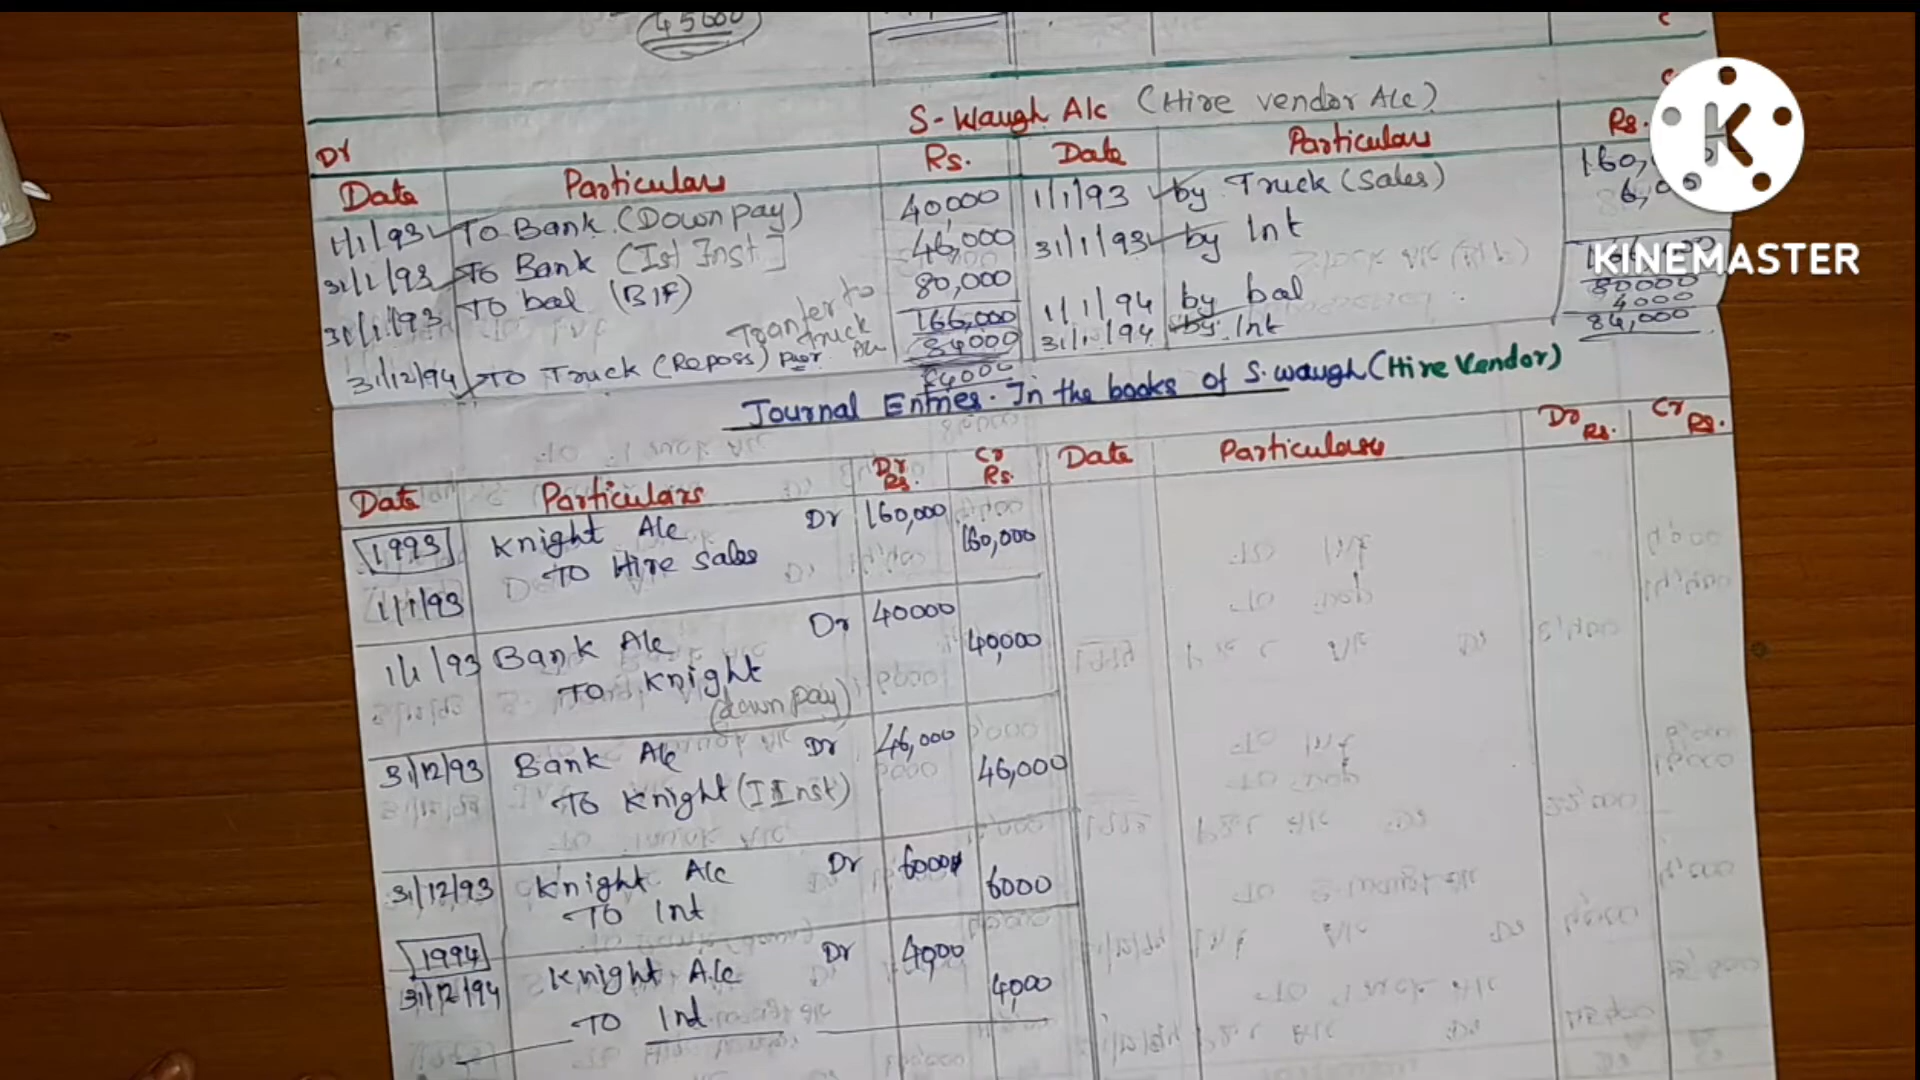 45600
S-Waugh A/c (Hire vendor A/c)
Dr
Date Particulars Rs. Date Particulars Rs.
1/1/93 To Bank (Down pay) 40000 1/1/93 by Truck (Sales)
31/1/93 To Bank (Ist Inst] 46,000 31/1/93 by Int
31/1/93 To bal (B/F) 80,000
166,000 1/1/94 by bal 80000
31/12/94 To Truck (Reposs) Tranfer to truck A/c 84000 31/1/94 by Int 4000
84000 84,000
Journal Entries. In the books of S.waugh (Hire Vendor)
Date Particulars Dr Rs. Cr Rs. Date Particulars Dr Rs. Cr Rs.
1993 Knight A/c Dr 160,000
1/1/93 To Hire Sales 160,000
1/1/93 Bank A/c Dr 40000
To Knight 40,000
(down pay)
31/12/93 Bank A/c Dr 46,000
To Knight (I Inst) 46,000
31/12/93 Knight A/c Dr 6000
To Int 6000
1994
31/12/94 Knight A/c Dr 4000
To Int 4000
KINEMASTER